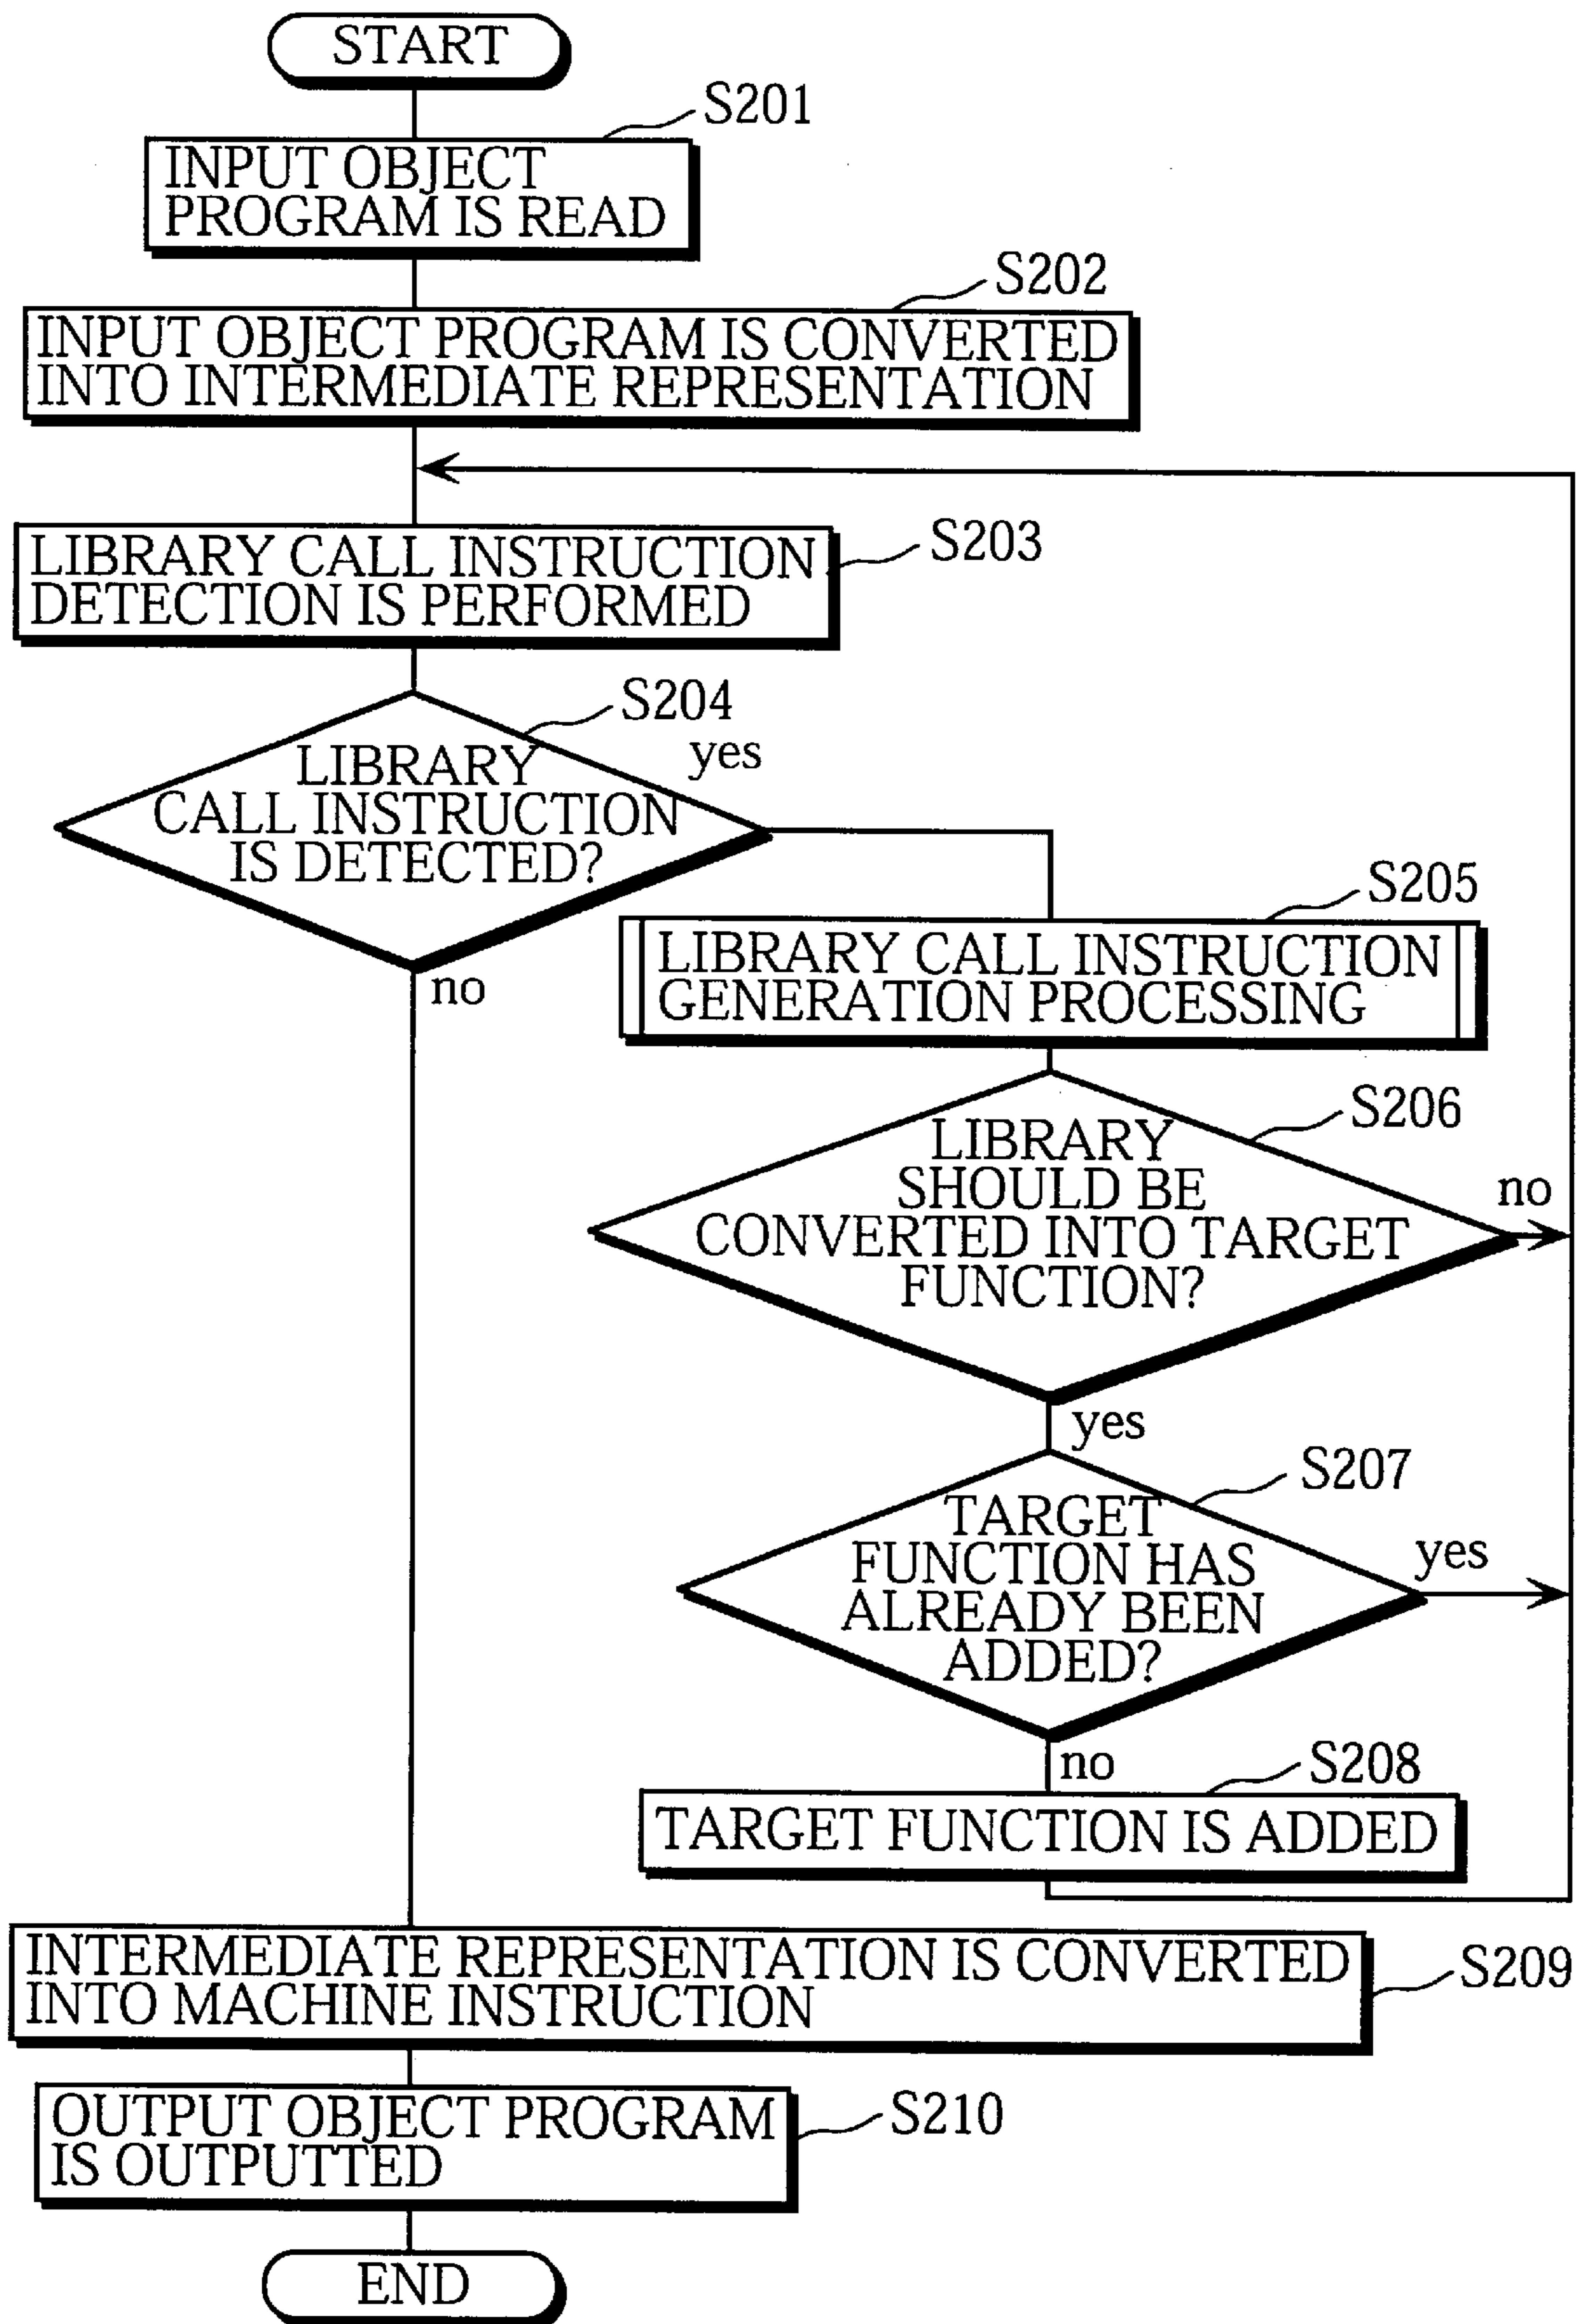 START
S201
INPUT OBJECT
PROGRAM IS READ
S202
INPUT OBJECT PROGRAM IS CONVERTED
INTO INTERMEDIATE REPRESENTATION
LIBRARY CALL INSTRUCTION
DETECTION IS PERFORMED
S203
S204
LIBRARY
CALL INSTRUCTION
IS DETECTED?
yes
no
S205
LIBRARY CALL INSTRUCTION
GENERATION PROCESSING
S206
LIBRARY
SHOULD BE
CONVERTED INTO TARGET
FUNCTION?
no
yes
S207
TARGET
FUNCTION HAS
ALREADY BEEN
ADDED?
yes
no
S208
TARGET FUNCTION IS ADDED
INTERMEDIATE REPRESENTATION IS CONVERTED
INTO MACHINE INSTRUCTION
S209
OUTPUT OBJECT PROGRAM
IS OUTPUTTED
S210
END